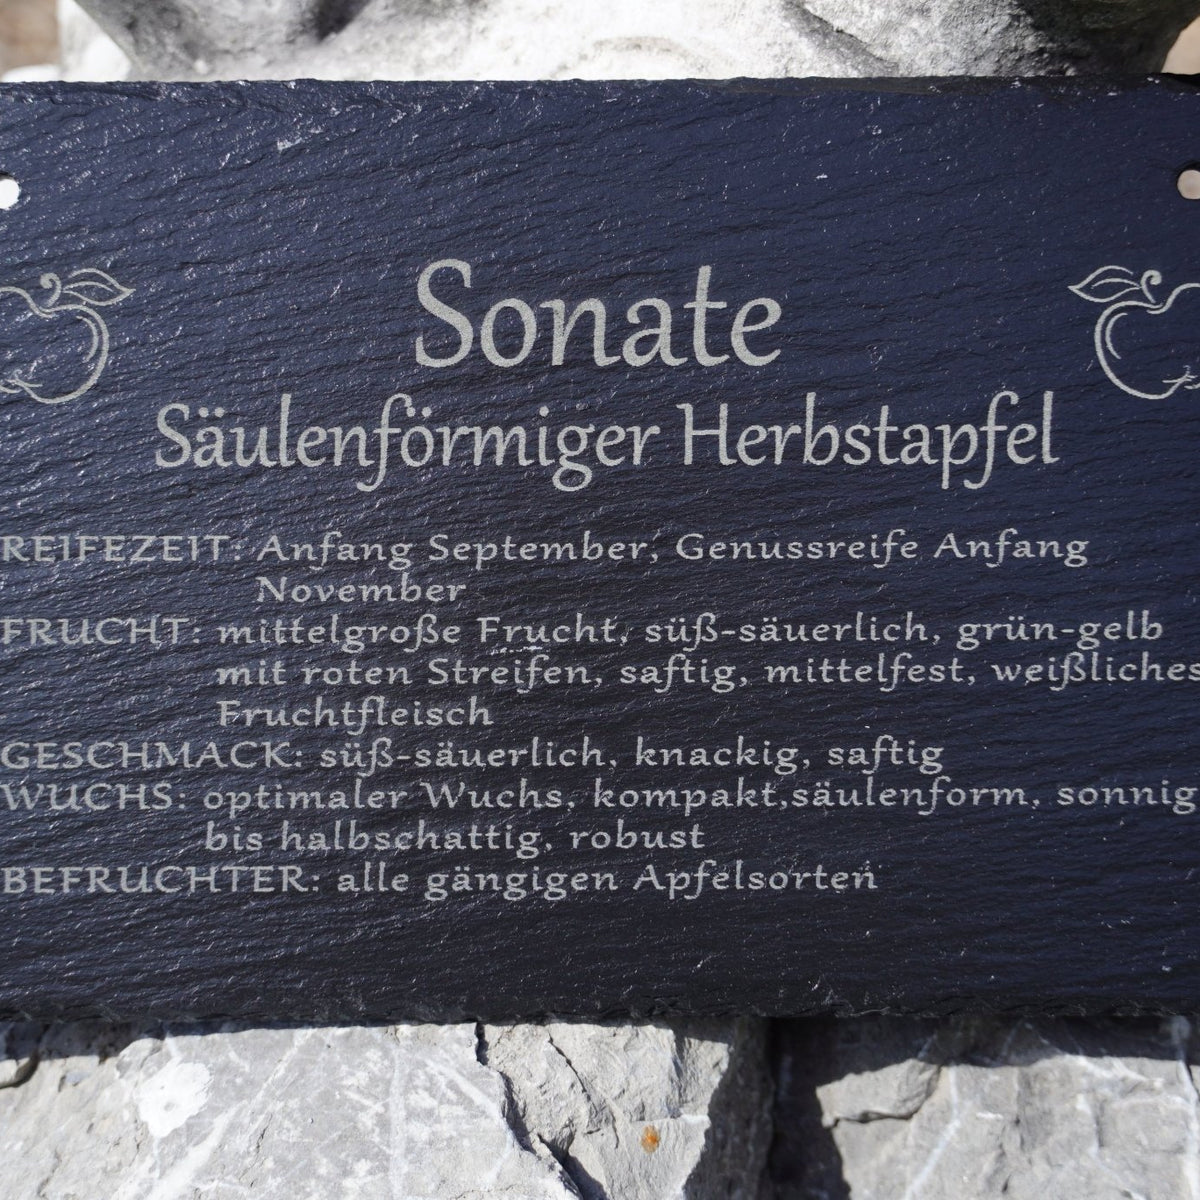 Sonate
Säulenförmiger Herbstapfel
REIFEZEIT: Anfang September, Genussreife Anfang
November
FRUCHT: mittelgroße Frucht, süß-säuerlich, grün-gelb
mit roten Streifen, saftig, mittelfest, weißliches
Fruchtfleisch
GESCHMACK: süß-säuerlich, knackig, saftig
WUCHS: optimaler Wuchs, kompakt,säulenform, sonnig
bis halbschattig, robust
BEFRUCHTER: alle gängigen Apfelsorten